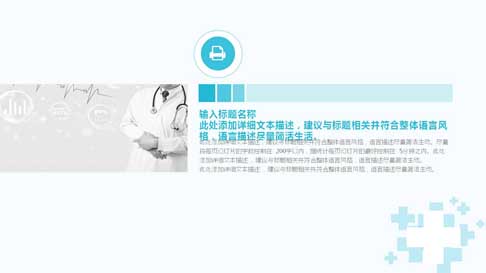 输入标题名称
此处添加详细文本描述，建议与标题相关并符合整体语言风
格，语言描述尽量简洁生活。
此处添加详细文本描述，建议与标题相关并符合整体语言风格，语言描述尽量简洁生动。尽量
将每页幻灯片的字数控制在 200字以内，据统计每页幻灯片的最好控制在 5分钟之内。此处
添加详细文本描述，建议与标题相关并符合整体语言风格，语言描述尽量简洁生动。
此处添加详细文本描述，建议与标题相关并符合整体语言风格，语言描述尽量简洁生动。